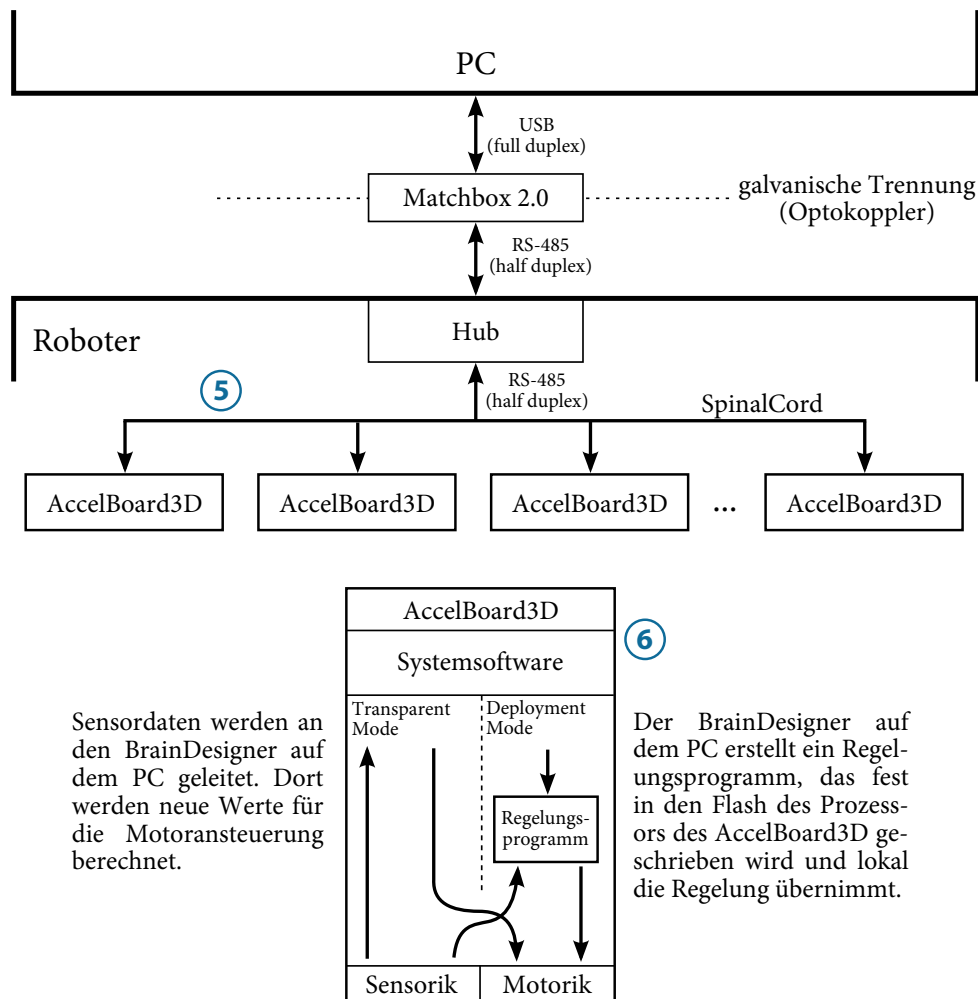 PC
USB
(full duplex)
Matchbox 2.0
galvanische Trennung
(Optokoppler)
RS-485
(half duplex)
Hub
Roboter
RS-485
(half duplex)
5
SpinalCord
AccelBoard3D
AccelBoard3D
AccelBoard3D
...
AccelBoard3D
AccelBoard3D
6
Systemsoftware
Transparent
Mode
Deployment
Mode
Regelungs-
programm
Sensorik
Motorik
Sensordaten werden an
den BrainDesigner auf
dem PC geleitet. Dort
werden neue Werte für
die Motoransteuerung
berechnet.
Der BrainDesigner auf
dem PC erstellt ein Regel-
ungsprogramm, das fest
in den Flash des Prozess-
ors des AccelBoard3D ge-
schrieben wird und lokal
die Regelung übernimmt.